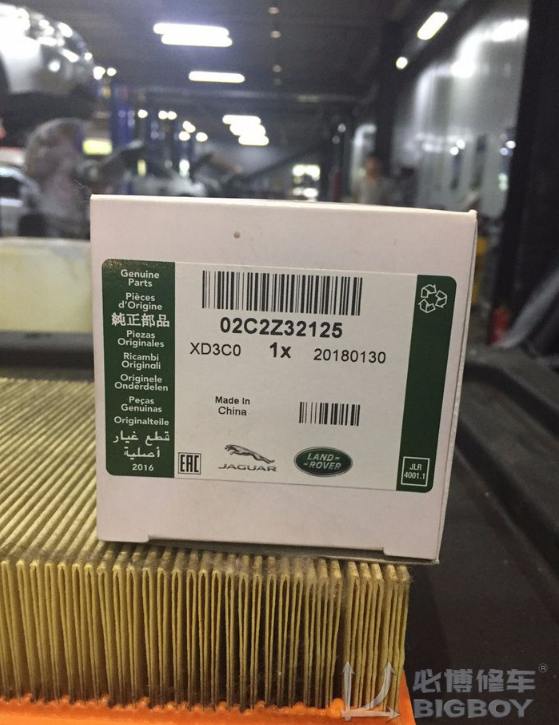 Genuine
Parts
Pièces
d'Origine
純正部品
Piezas
Originales
Ricambi
Originali
Originele
Onderdelen
Peças
Genuinas
Originalteile
قطع غيار
أصلية
2016
02C2Z32125
XD3C0 1x 20180130
Made In
China
EAC
JAGUAR
LAND-
-ROVER
JLR
4001.1
必博修车®
BIGBOY